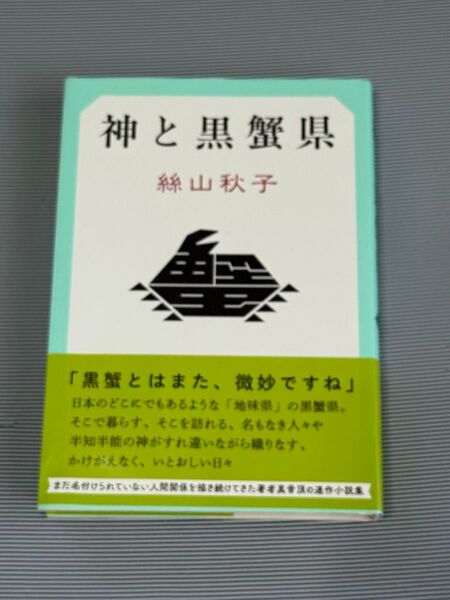 神と黒蟹県
絲山秋子
蟹
「黒蟹とはまた、微妙ですね」
日本のどこにでもあるような「地味県」の黒蟹県。
そこで暮らす、そこを訪れる、名もなき人々や
半知半能の神がすれ違いながら織りなす、
かけがえなく、いとおしい日々
まだ名付けられていない人間関係を描き続けてきた著者真骨頂の連作小説集